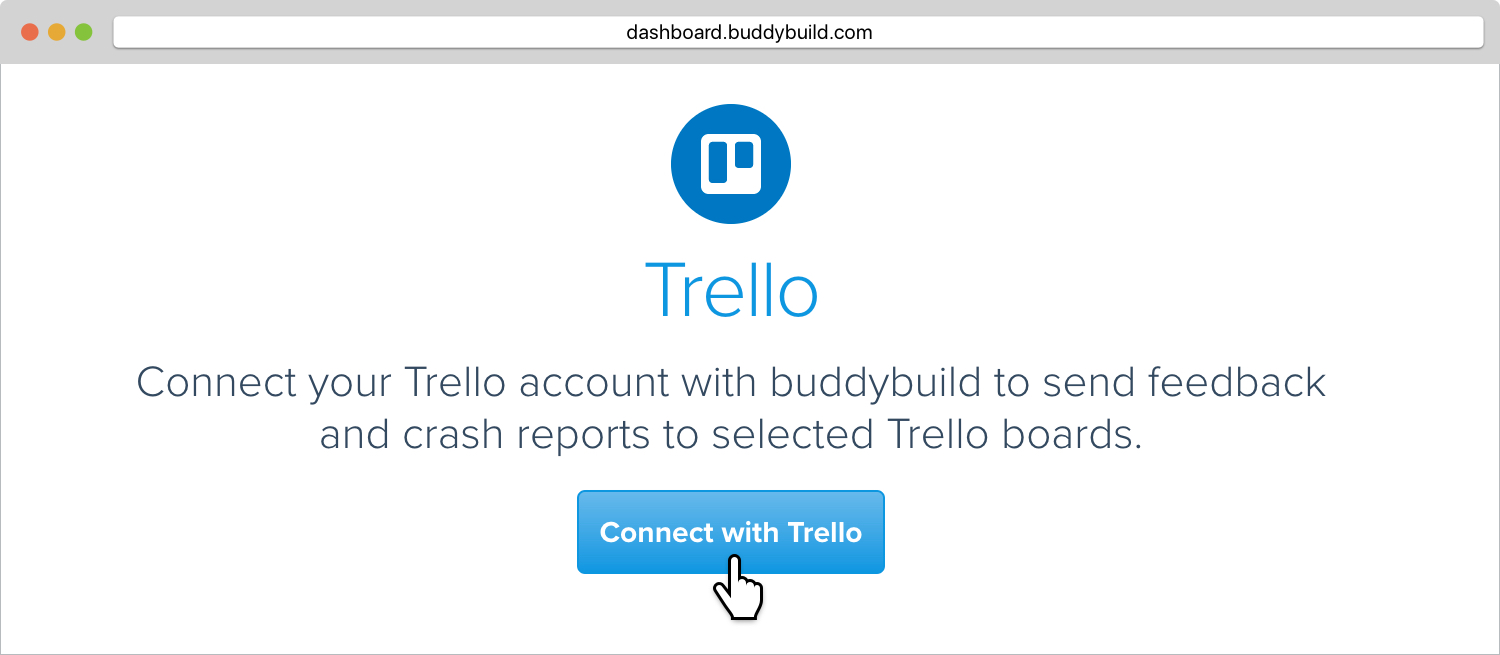 dashboard.buddybuild.com
Trello
Connect your Trello account with buddybuild to send feedback
and crash reports to selected Trello boards.
Connect with Trello